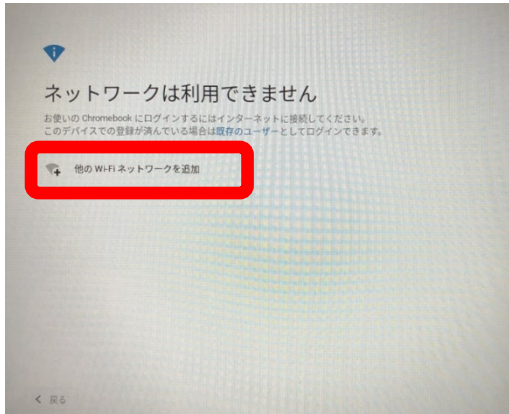 ネットワークは利用できません
お使いの Chromebook にログインするにはインターネットに接続してください。
このデバイスでの登録が済んでいる場合は既存のユーザーとしてログインできます。
他の Wi-Fi ネットワークを追加
戻る